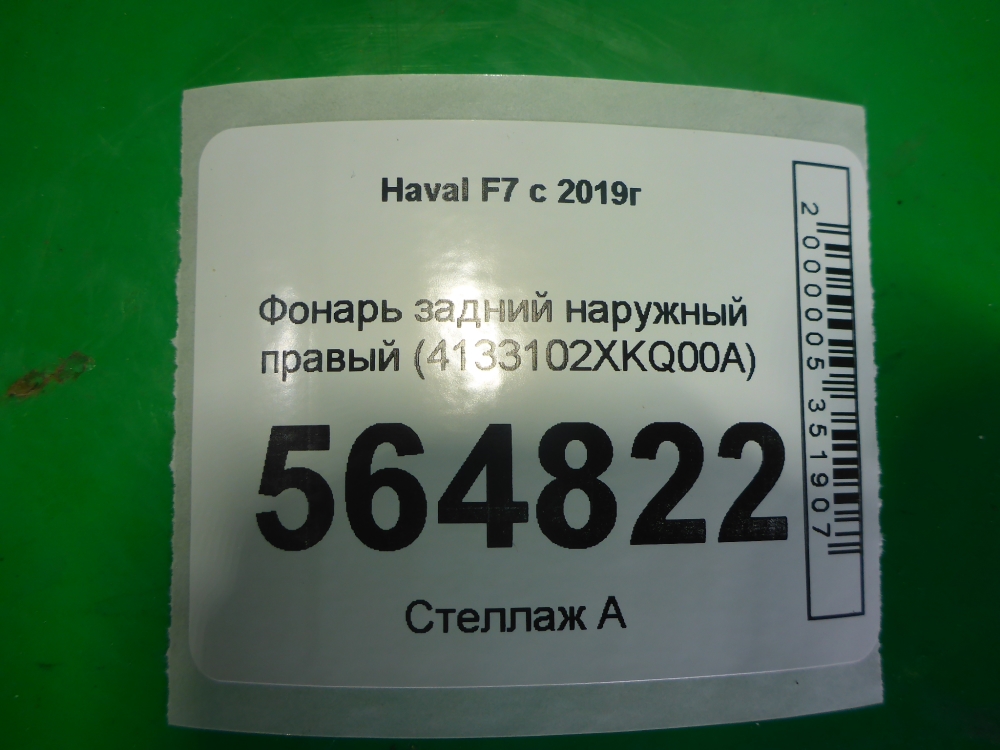 Haval F7 с 2019г
Фонарь задний наружный
правый (4133102XKQ00A)
564822
Стеллаж А
2000005351907